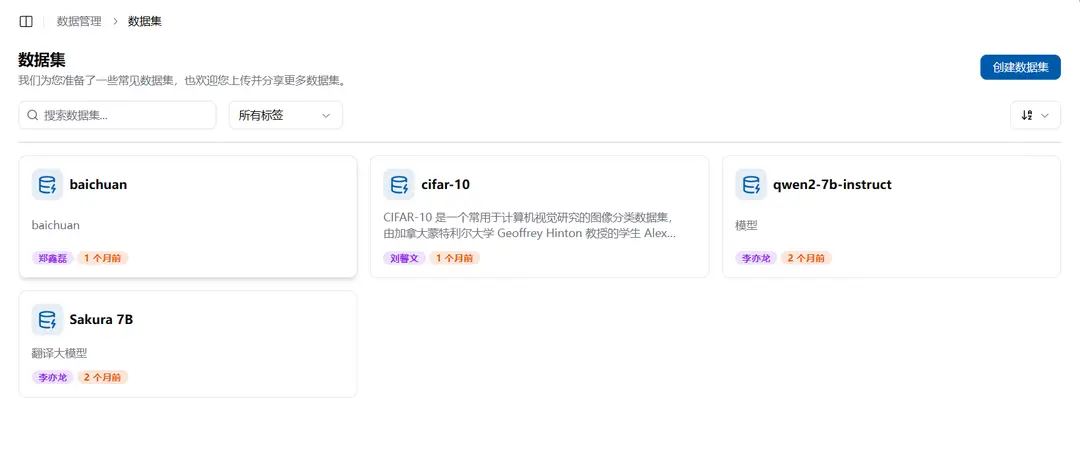 数据管理 > 数据集
数据集
我们为您准备了一些常见数据集，也欢迎您上传并分享更多数据集。
创建数据集
搜索数据集...
所有标签
baichuan
baichuan
郑鑫磊 1 个月前
cifar-10
CIFAR-10 是一个常用于计算机视觉研究的图像分类数据集，
由加拿大蒙特利尔大学 Geoffrey Hinton 教授的学生 Alex...
刘馨文 1 个月前
qwen2-7b-instruct
模型
李亦龙 2 个月前
Sakura 7B
翻译大模型
李亦龙 2 个月前